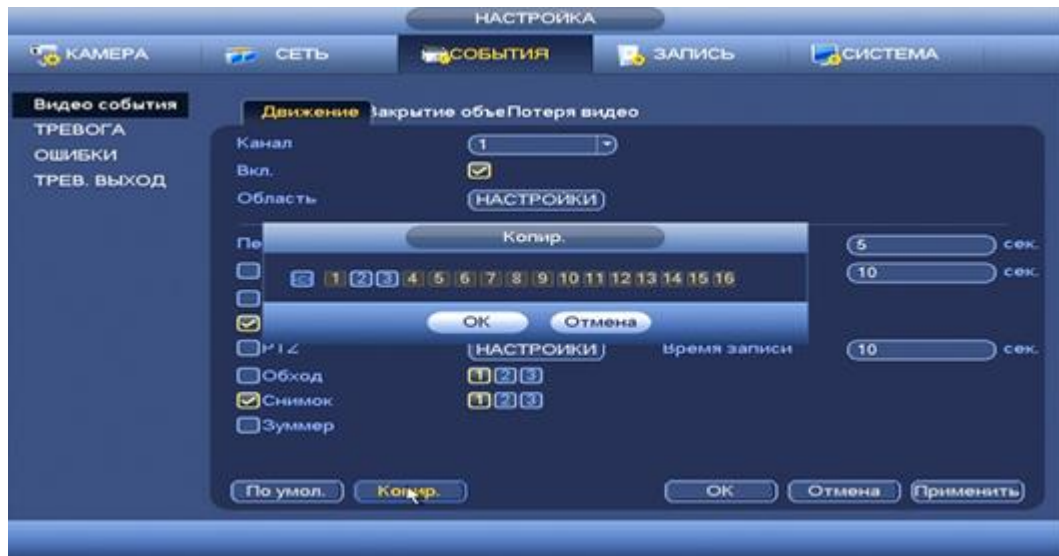 НАСТРОЙКА
КАМЕРА СЕТЬ СОБЫТИЯ ЗАПИСЬ СИСТЕМА
Видео события
ТРЕВОГА
ОШИБКИ
ТРЕВ. ВЫХОД
Движение Закрытие объе Потеря видео
Канал 1
Вкл.
Область НАСТРОЙКИ
Копир.
Пе 5 сек.
10 сек.
1 2 3 4 5 6 7 8 9 10 11 12 13 14 15 16
OK Отмена
PTZ НАСТРОЙКИ Время записи 10 сек.
Обход 1 2 3
Снимок 1 2 3
Зуммер
По умол. Копир. OK Отмена Применить